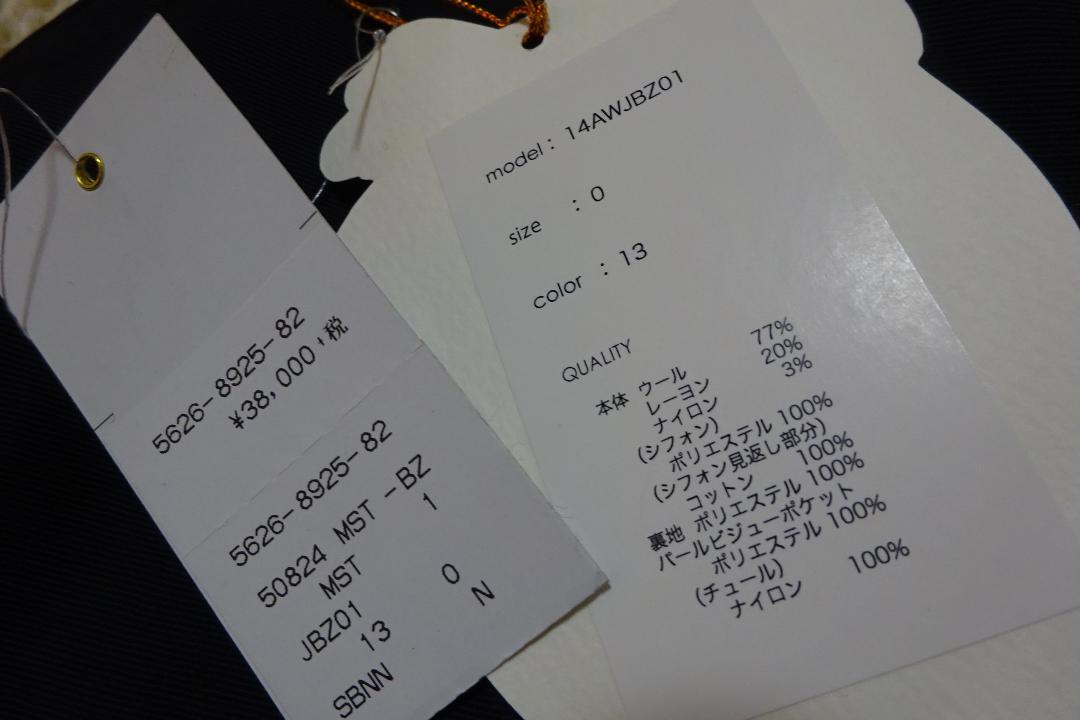 5626-8925-82
¥38,000+税
5626-8925-82
50824 MST -BZ
MST 1
JBZ01
13 0
SBNN N
model : 14AWJBZ01
size : 0
color : 13
QUALITY
本体 ウール 77%
レーヨン 20%
ナイロン 3%
(シフォン)
ポリエステル 100%
(シフォン見返し部分)
コットン 100%
裏地 ポリエステル 100%
パールビジューポケット
ポリエステル 100%
(チュール)
ナイロン 100%